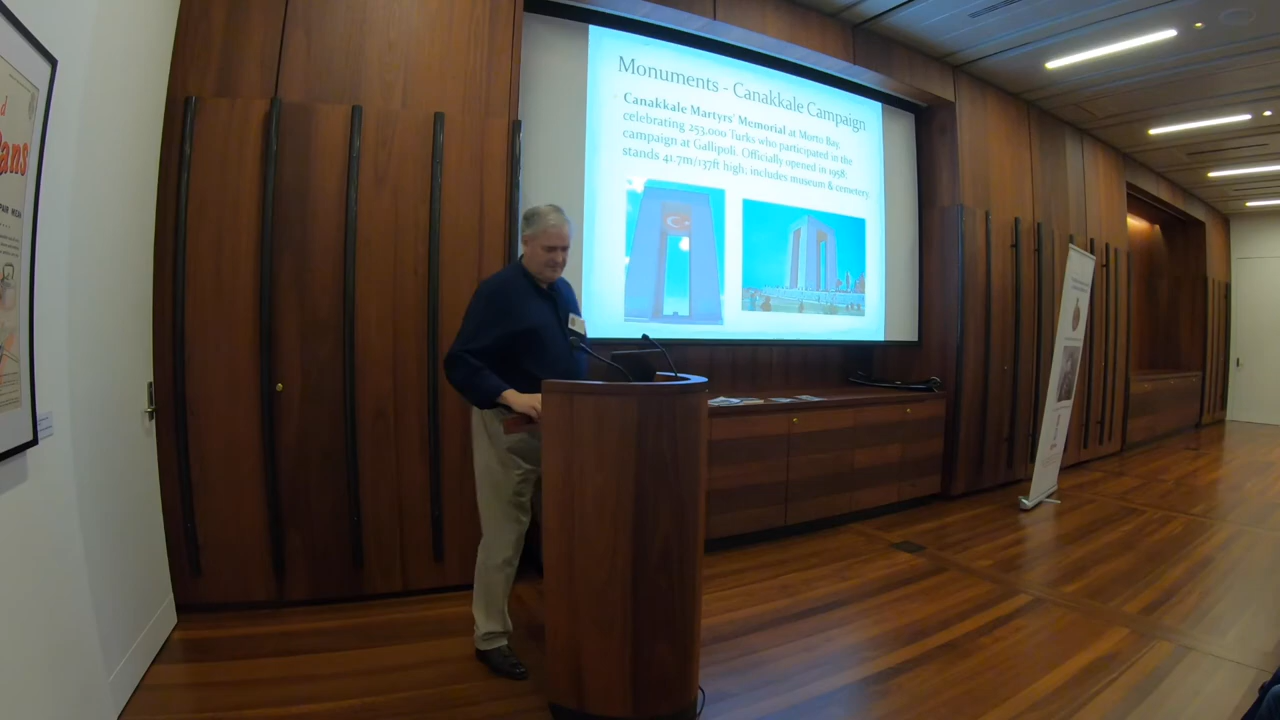 Monuments - Canakkale Campaign
Canakkale Martyrs' Memorial at Morto Bay,
celebrating 253,000 Turks who participated in the
campaign at Gallipoli. Officially opened in 1958;
stands 41.7m/137ft high; includes museum & cemetery